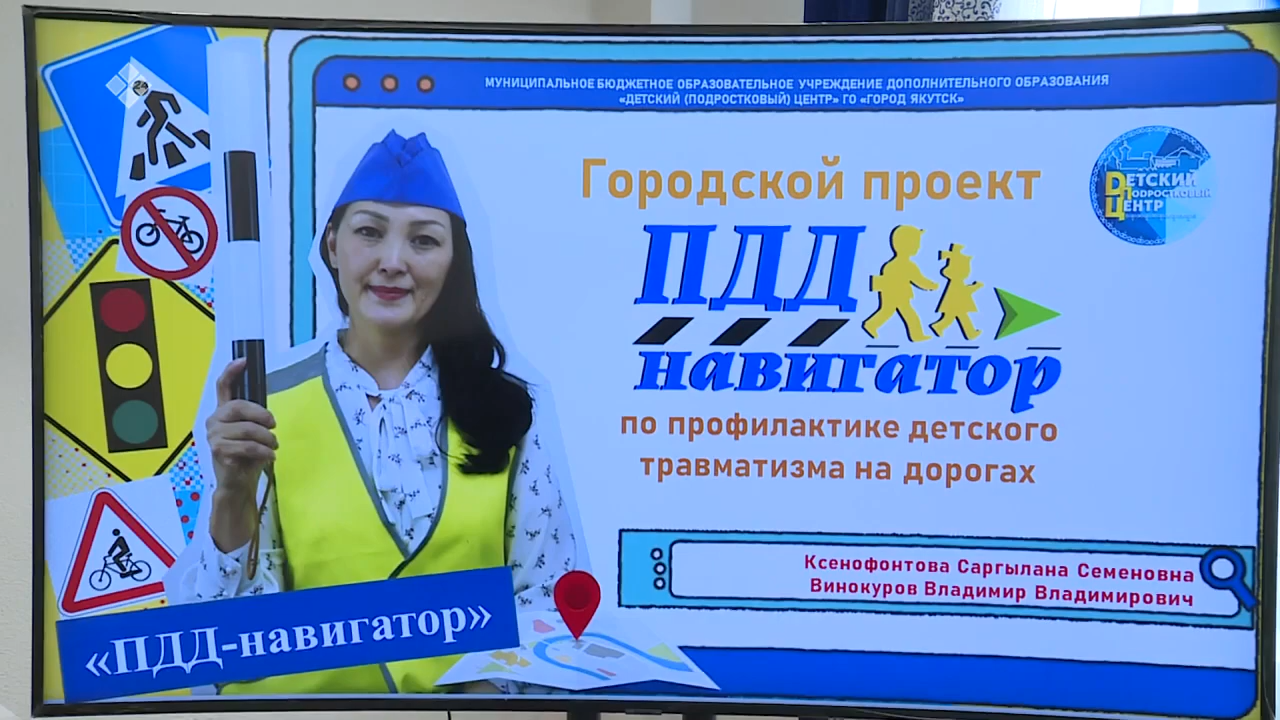 МУНИЦИПАЛЬНОЕ БЮДЖЕТНОЕ ОБРАЗОВАТЕЛЬНОЕ УЧРЕЖДЕНИЕ ДОПОЛНИТЕЛЬНОГО ОБРАЗОВАНИЯ
«ДЕТСКИЙ (ПОДРОСТКОВЫЙ) ЦЕНТР» ГО «ГОРОД ЯКУТСК»
Городской проект
ДЕТСКИЙ
ПОДРОСТКОВЫЙ
ЦЕНТР
ПДД
навигатор
по профилактике детского
травматизма на дорогах
Ксенофонтова Саргылана Семеновна
Винокуров Владимир Владимирович
«ПДД-навигатор»